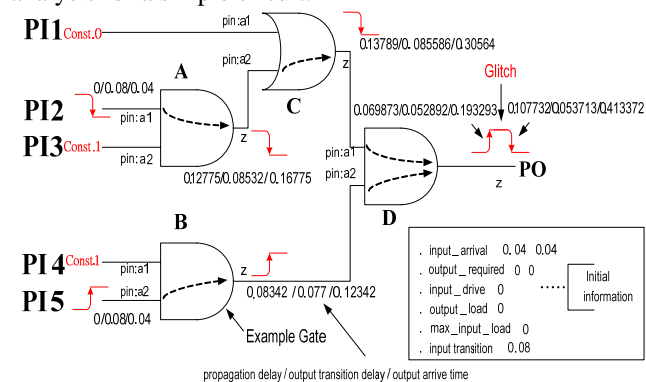 analysis for a simple circuit.
PI1 Const.0
pin:a1
0.13789/0.085586/0.30564
pin:a2
z
C
A
0/0.08/0.04
PI2
pin:a1
PI3 Const.1
pin:a2
z
0.12775/0.08532/0.16775
Glitch
0.069873/0.052892/0.193293
0.107732/0.053713/0.413372
pin:a1
pin:a2
z
PO
D
B
PI4 Const.1
pin:a1
PI5
pin:a2
0/0.08/0.04
z
0.08342 /0.077 /0.12342
Example Gate
. input_arrival 0.04 0.04
. output_required 0 0
. input_drive 0
. output_load 0
. max_input_load 0
. input transition 0.08
Initial
information
propagation delay / output transition delay / output arrive time